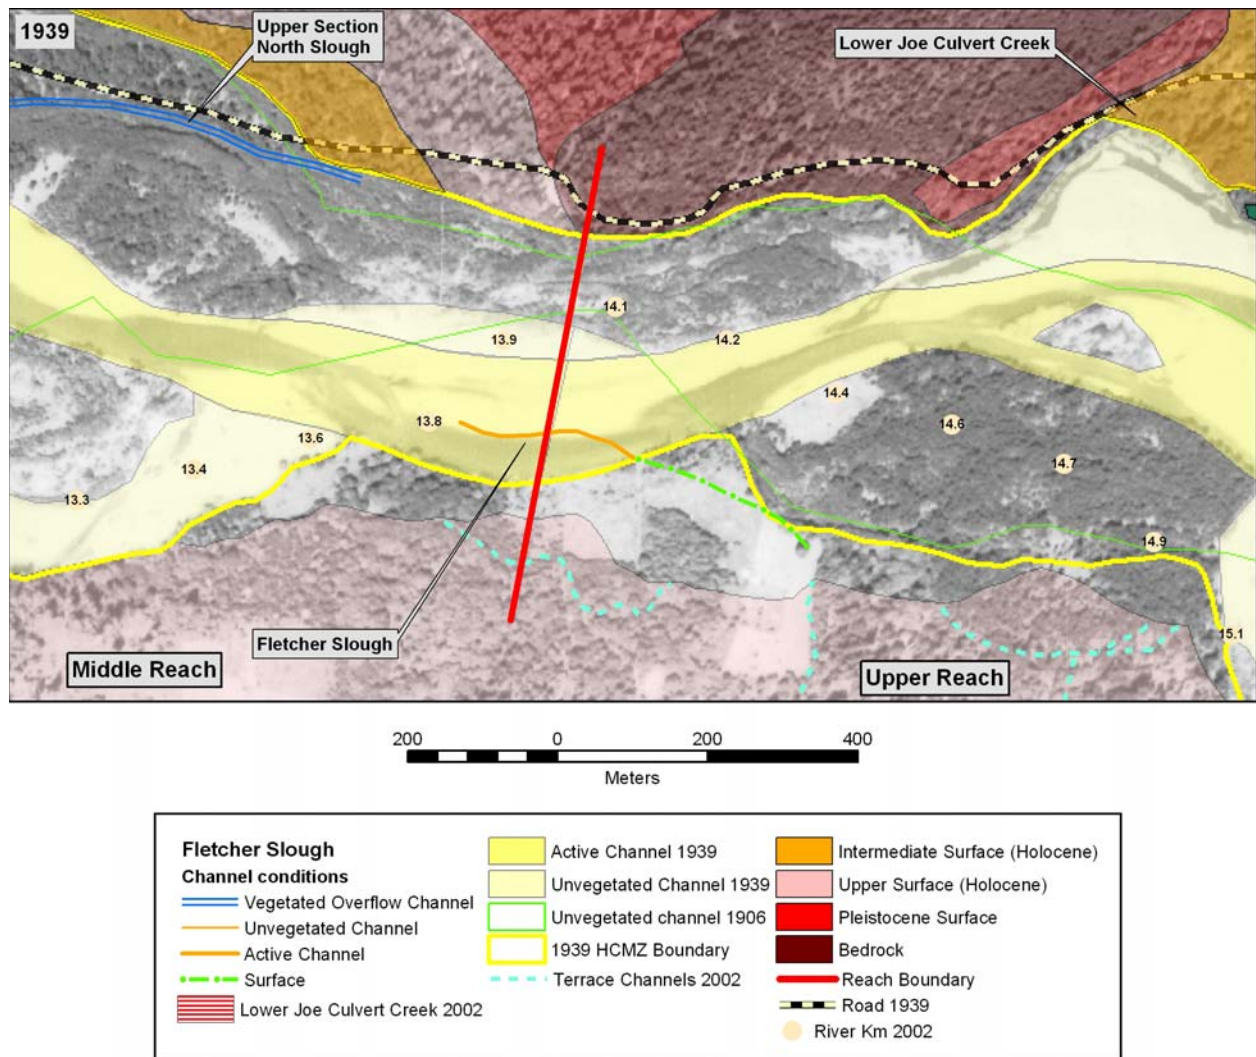 1939
Upper Section
North Slough
Lower Joe Culvert Creek
14.1
13.9
14.2
14.4
13.8
14.6
13.6
13.4
14.7
13.3
14.9
15.1
Fletcher Slough
Middle Reach
Upper Reach
200 0 200 400
Meters
Fletcher Slough
Channel conditions
Vegetated Overflow Channel
Unvegetated Channel
Active Channel
Surface
Lower Joe Culvert Creek 2002
Active Channel 1939
Unvegetated Channel 1939
Unvegetated channel 1906
1939 HCMZ Boundary
Terrace Channels 2002
Intermediate Surface (Holocene)
Upper Surface (Holocene)
Pleistocene Surface
Bedrock
Reach Boundary
Road 1939
River Km 2002